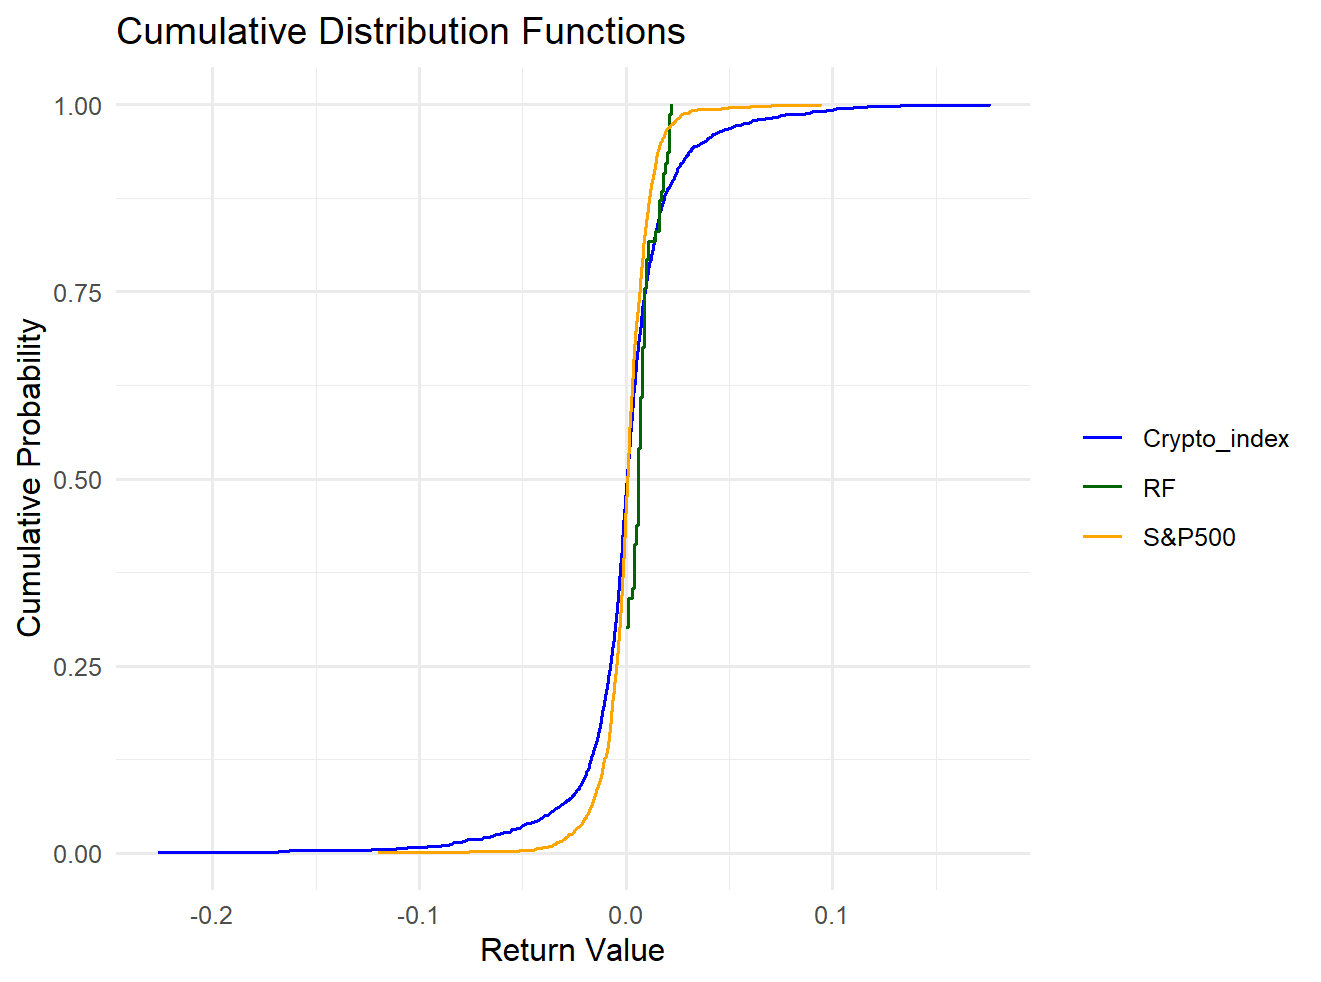 Cumulative Distribution Functions
1.00
0.75
0.50
0.25
0.00
Cumulative Probability
-0.2
-0.1
0.0
0.1
Return Value
Crypto_index
RF
S&P500